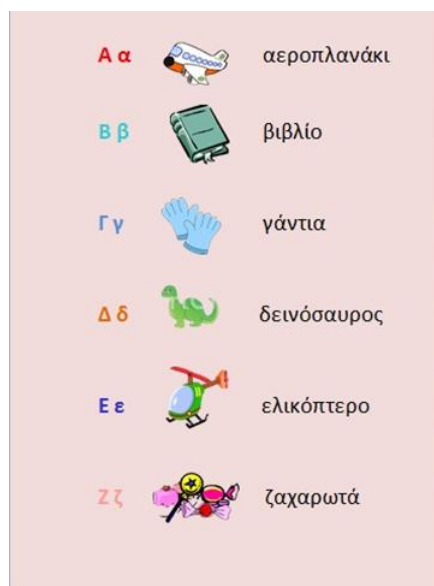 Α α αεροπλανάκι
Β β βιβλίο
Γ γ γάντια
Δ δ δεινόσαυρος
Ε ε ελικόπτερο
Ζ ζ ζαχαρωτά